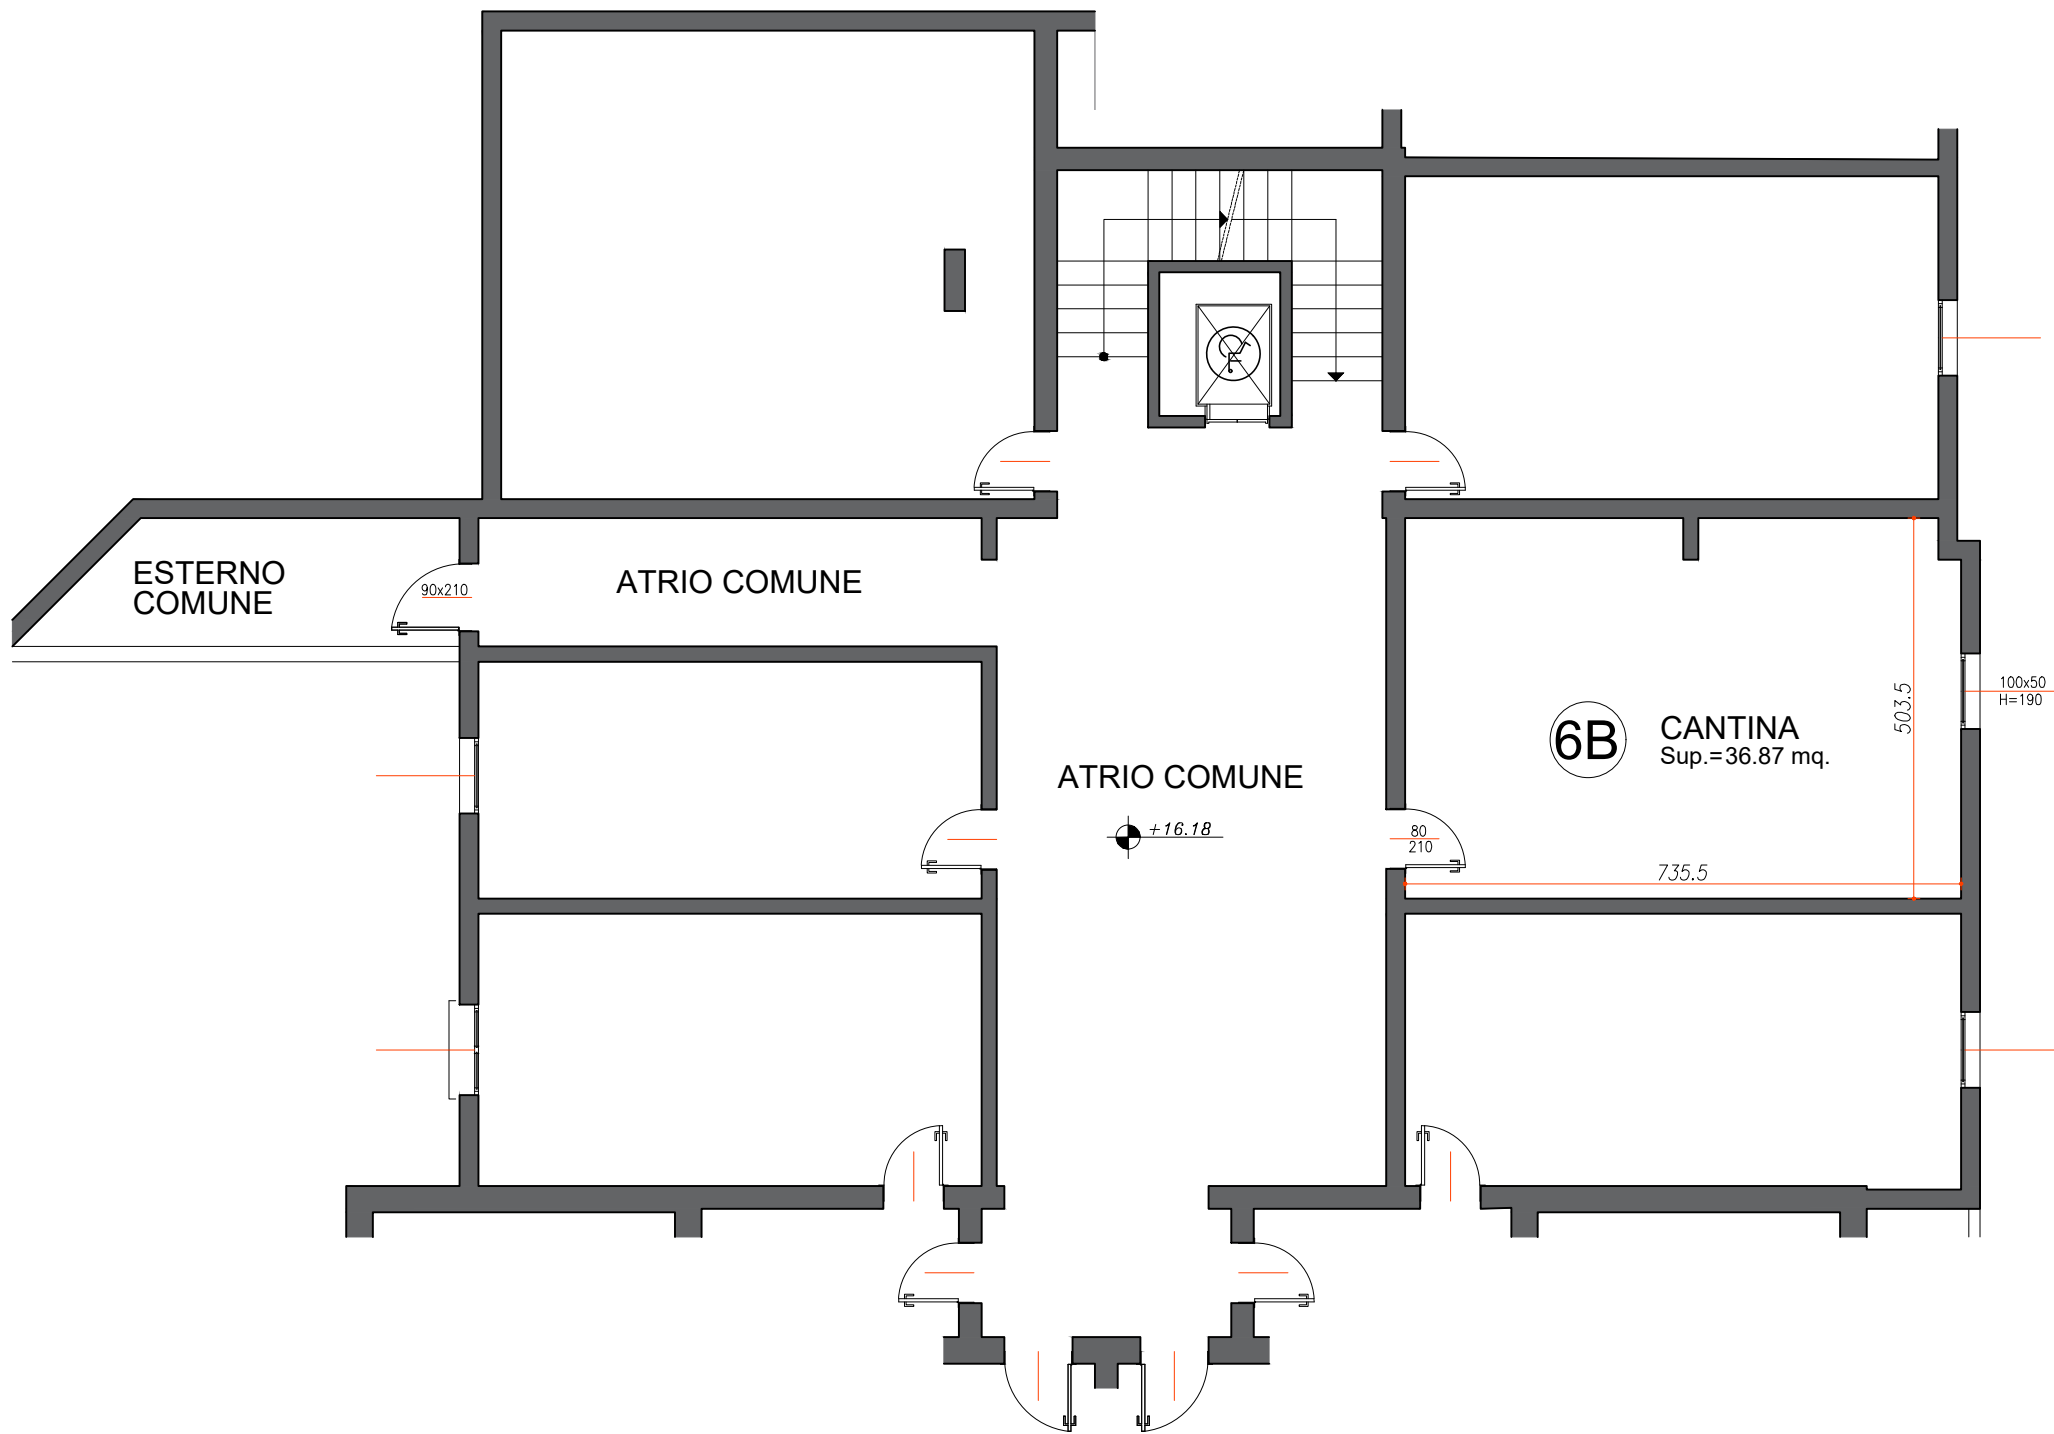 ESTERNO
COMUNE
90x210
ATRIO COMUNE
ATRIO COMUNE
+16.18
6B
CANTINA
Sup.=36.87 mq.
503.5
100x50
H=190
80
210
735.5